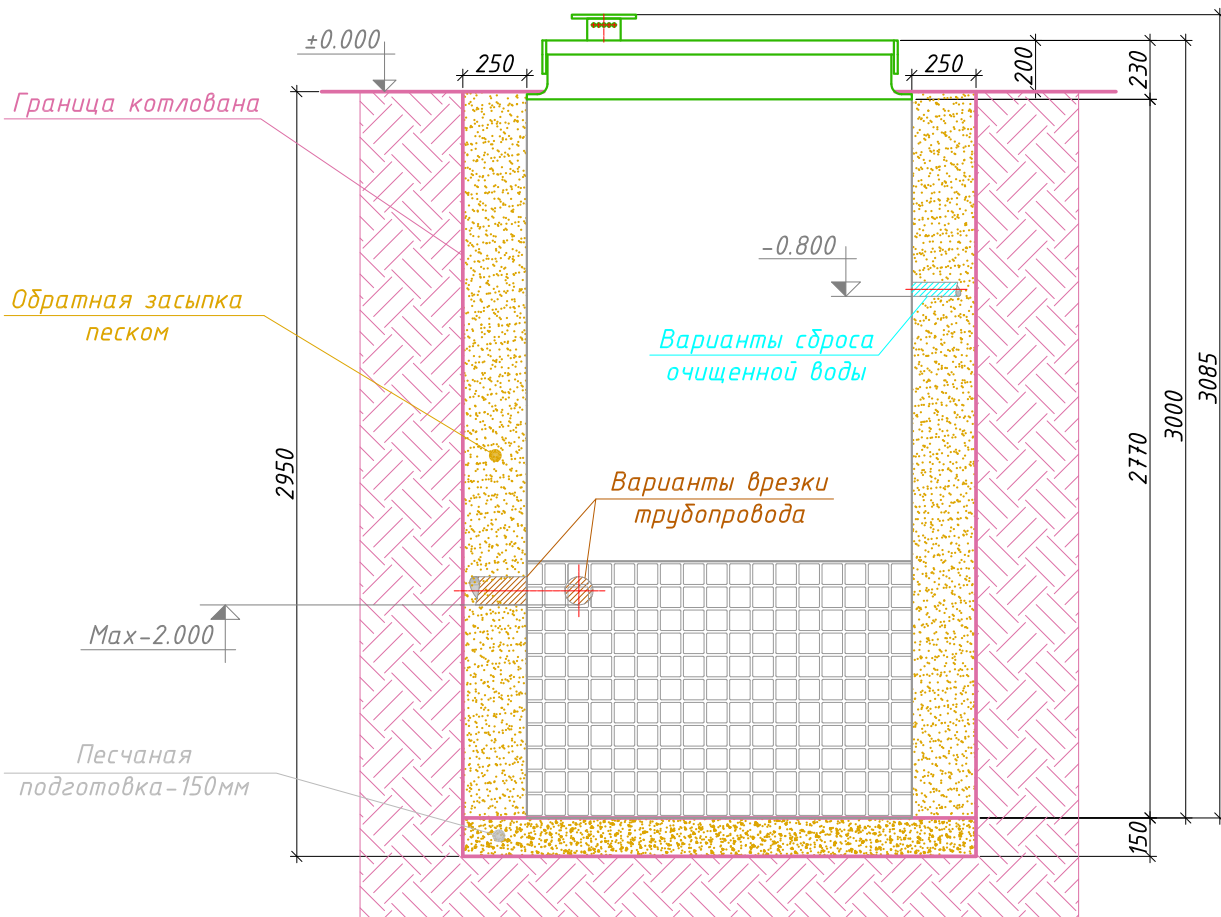 ±0.000
250
250
200
230
Граница котлована
-0.800
Обратная засыпка
песком
Варианты сброса
очищенной воды
3085
3000
2770
2950
Варианты врезки
трубопровода
Max-2.000
Песчаная
подготовка-150мм
150